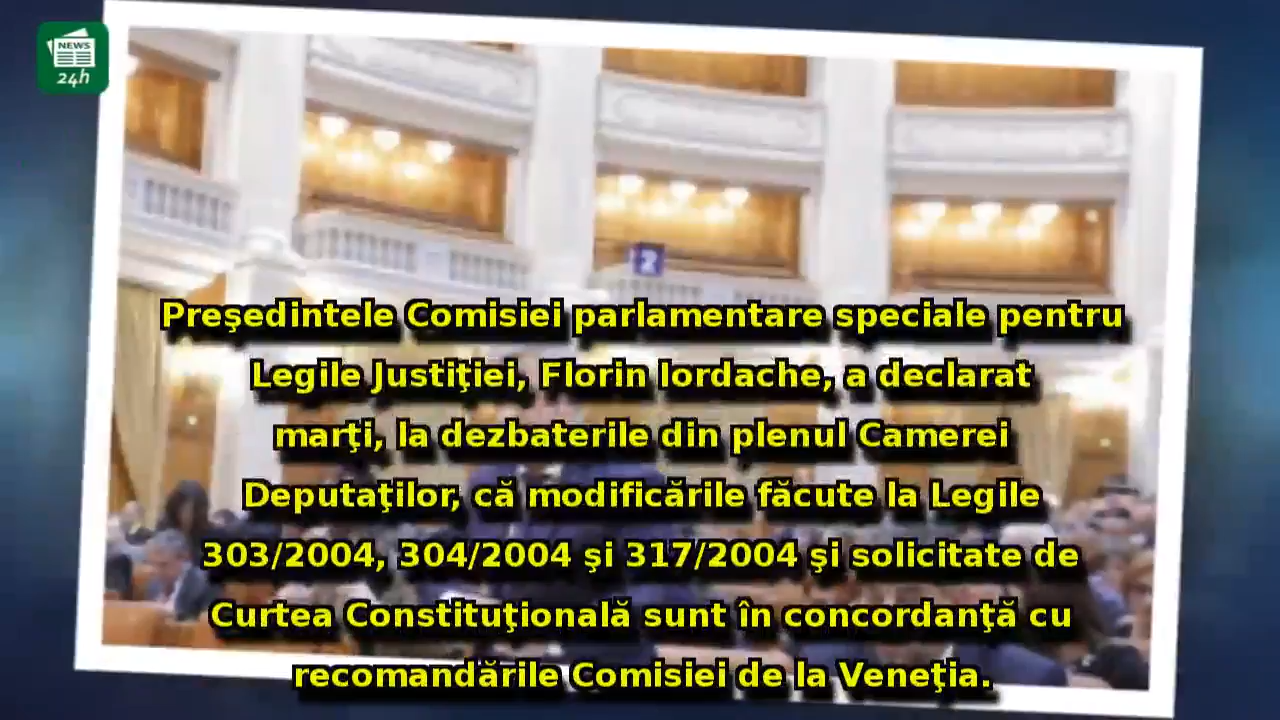 NEWS
24h
2
Preşedintele Comisiei parlamentare speciale pentru
Legile Justiţiei, Florin Iordache, a declarat
marţi, la dezbaterile din plenul Camerei
Deputaţilor, că modificările făcute la Legile
303/2004, 304/2004 şi 317/2004 şi solicitate de
Curtea Constituţională sunt în concordanţă cu
recomandările Comisiei de la Veneţia.